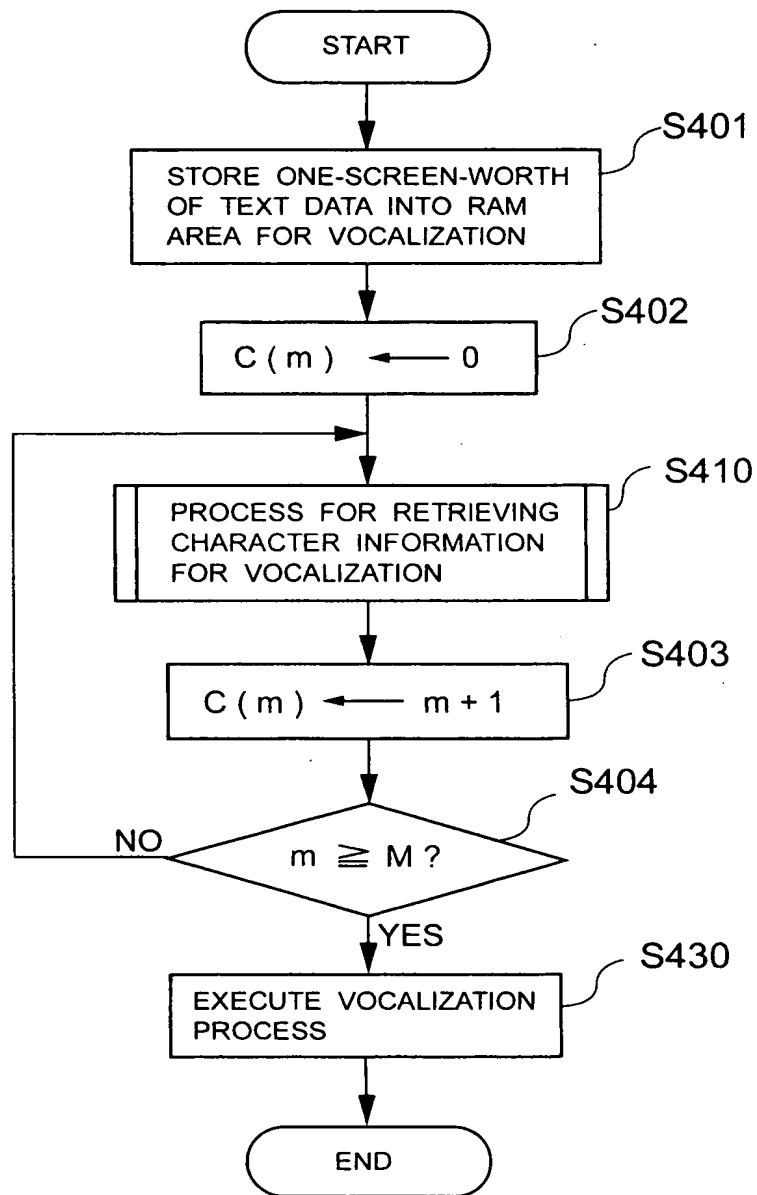 START
S401
STORE ONE-SCREEN-WORTH
OF TEXT DATA INTO RAM
AREA FOR VOCALIZATION
S402
C ( m ) ← 0
S410
PROCESS FOR RETRIEVING
CHARACTER INFORMATION
FOR VOCALIZATION
S403
C ( m ) ← m + 1
S404
NO
m ≧ M ?
YES
S430
EXECUTE VOCALIZATION
PROCESS
END